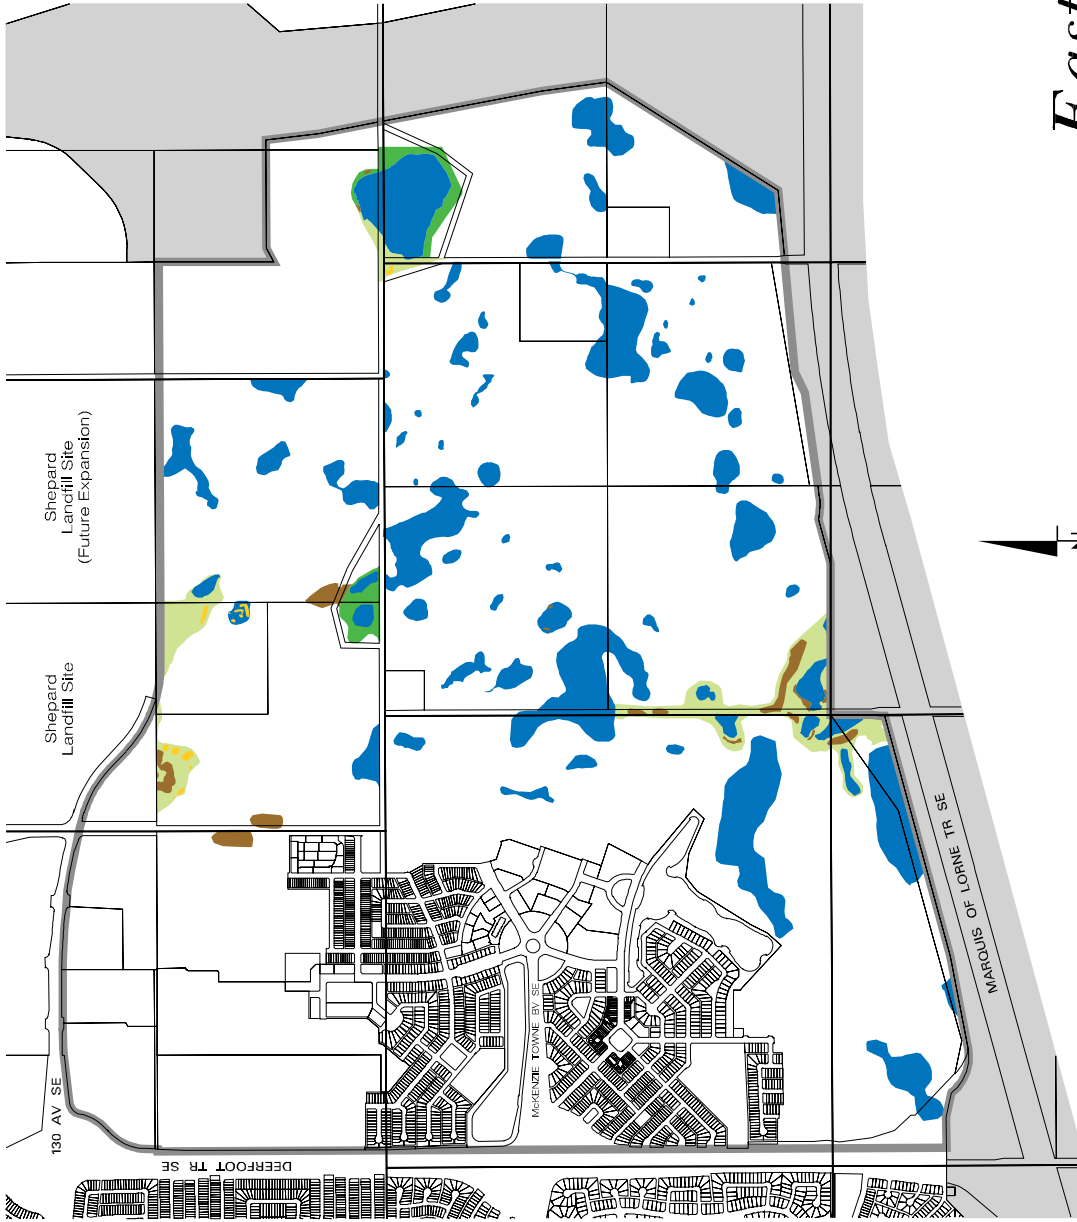 East
Shepard
Landfill Site
(Future Expansion)
Shepard
Landfill Site
130 AV SE
DEERFOOT TR SE
McKENZIE TOWNE BV SE
MARQUIS OF LORNE TR SE
N